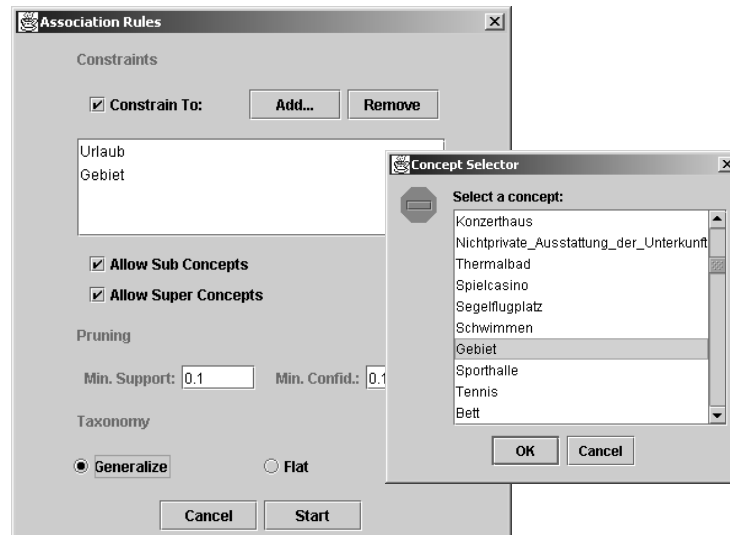 Association Rules
Constraints
Constrain To:
Add...
Remove
Urlaub
Gebiet
Allow Sub Concepts
Allow Super Concepts
Pruning
Min. Support: 0.1
Min. Confid.: 0.1
Taxonomy
Generalize
Flat
Cancel
Start
Concept Selector
Select a concept:
Konzerthaus
Nichtprivate_Ausstattung_der_Unterkunft
Thermalbad
Spielcasino
Segelflugplatz
Schwimmen
Gebiet
Sporthalle
Tennis
Bett
OK
Cancel